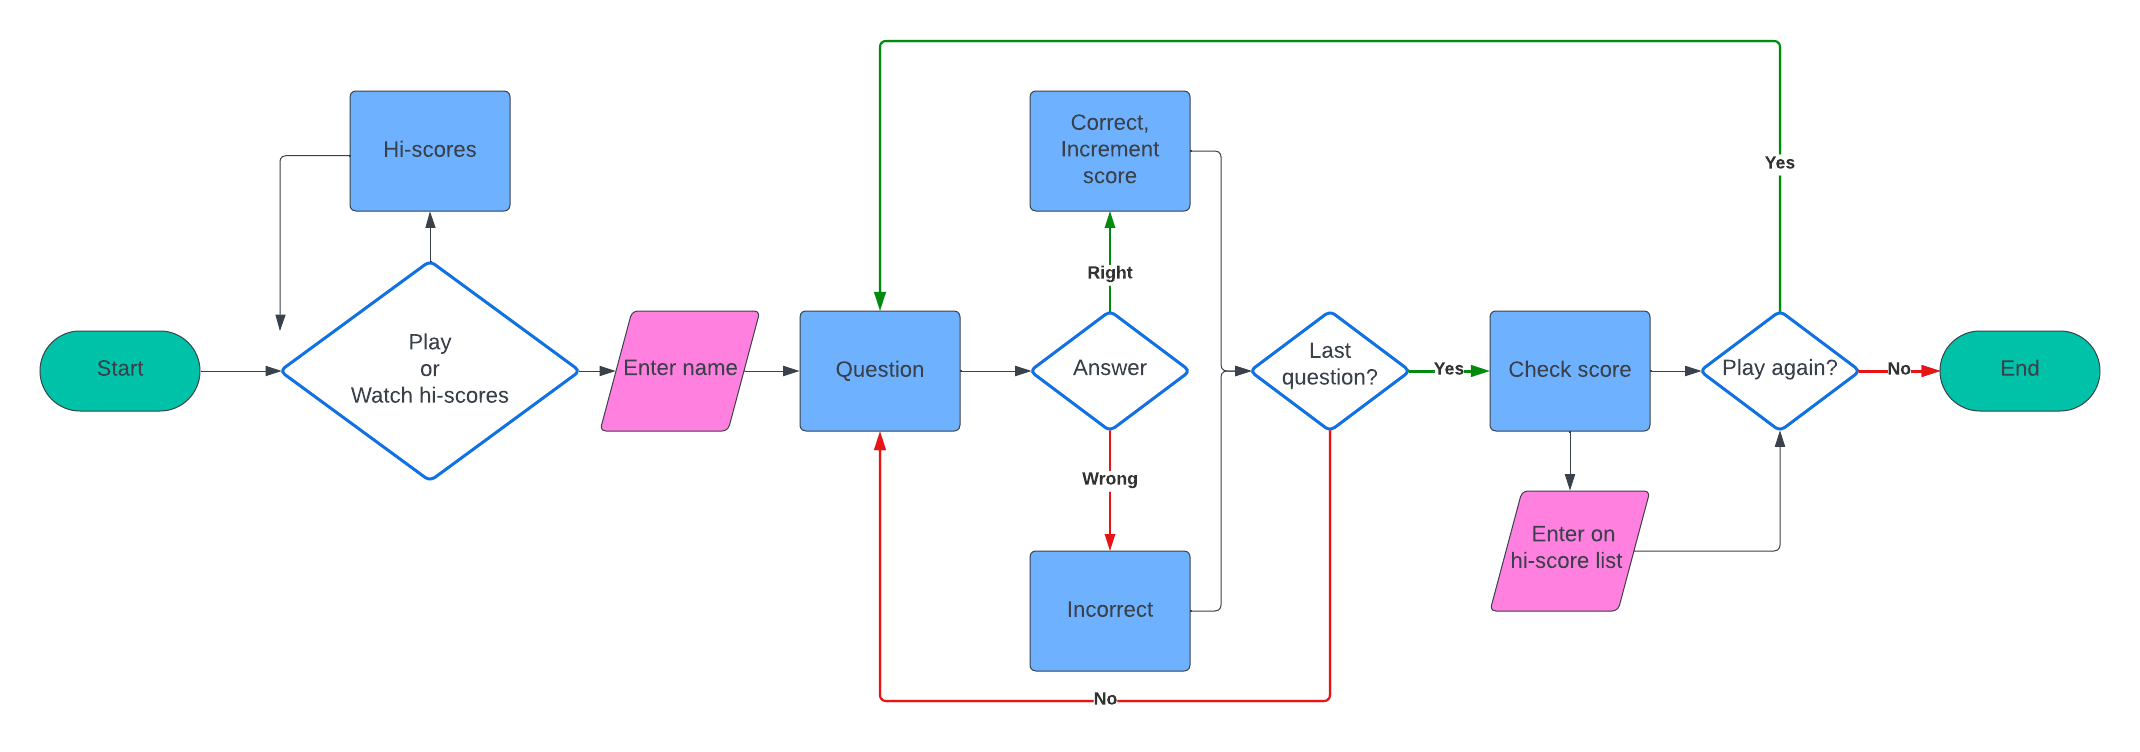 Start
Hi-scores
Play
or
Watch hi-scores
Enter name
Question
Correct,
Increment
score
Right
Answer
Wrong
Incorrect
No
Last
question?
Yes
Check score
Enter on
hi-score list
Yes
Play again?
No
End